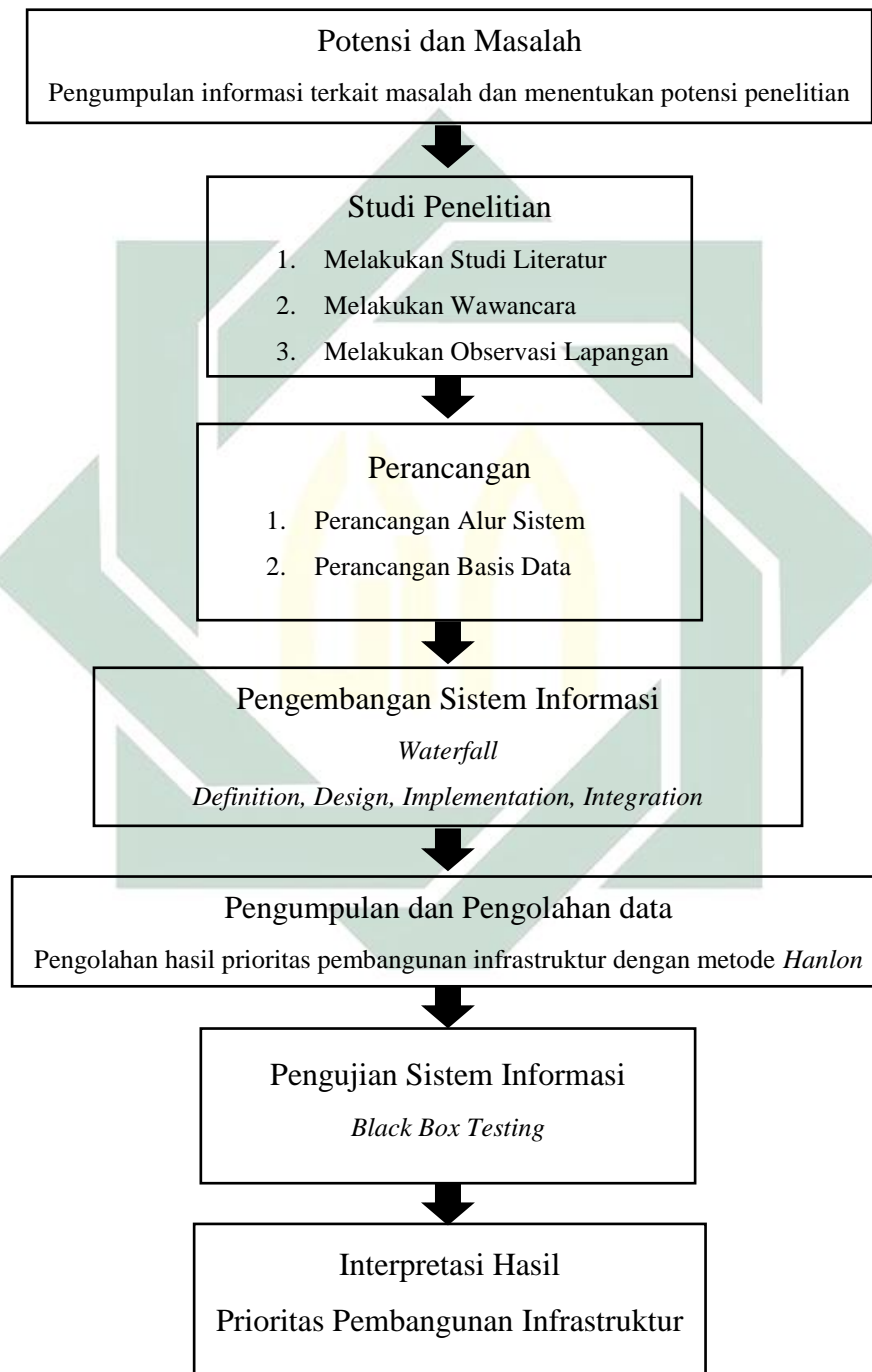 Potensi dan Masalah
Pengumpulan informasi terkait masalah dan menentukan potensi penelitian
Studi Penelitian
1. Melakukan Studi Literatur
2. Melakukan Wawancara
3. Melakukan Observasi Lapangan
Perancangan
1. Perancangan Alur Sistem
2. Perancangan Basis Data
Pengembangan Sistem Informasi
Waterfall
Definition, Design, Implementation, Integration
Pengumpulan dan Pengolahan data
Pengolahan hasil prioritas pembangunan infrastruktur dengan metode Hanlon
Pengujian Sistem Informasi
Black Box Testing
Interpretasi Hasil
Prioritas Pembangunan Infrastruktur